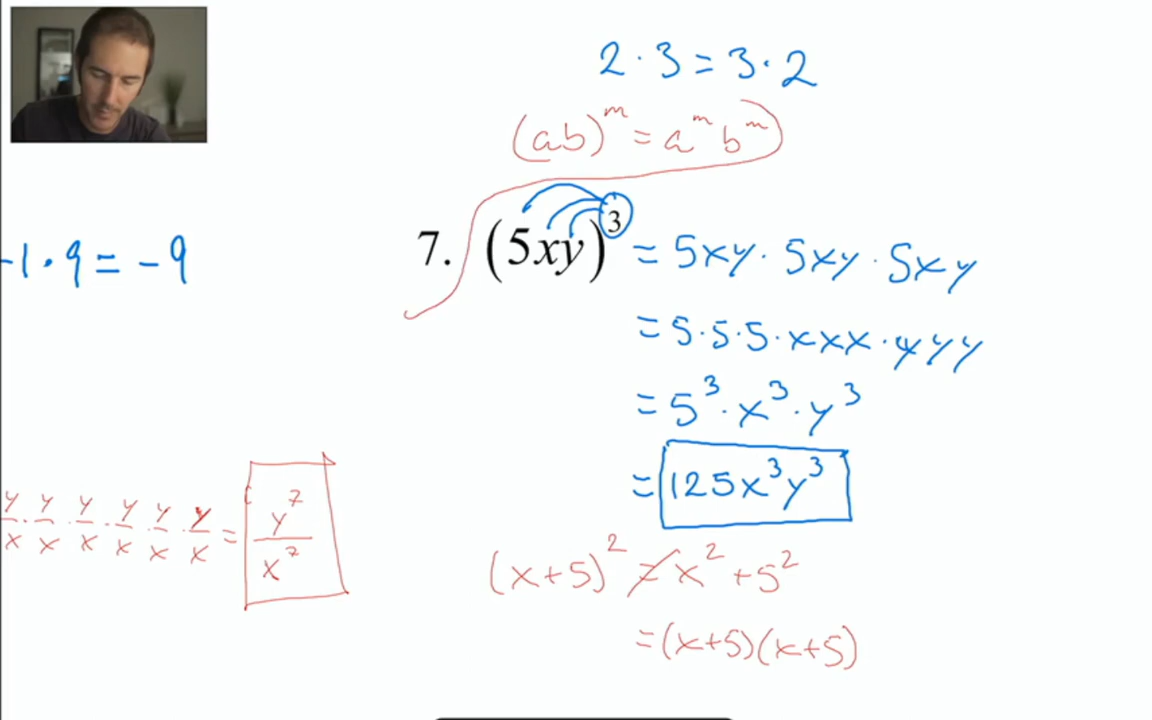 2 · 3 = 3 · 2
(ab)^m = a^m b^m
-1 · 9 = -9
7. (5xy)^3 = 5xy · 5xy · 5xy
= 5 · 5 · 5 · xxx · yyy
= 5^3 · x^3 · y^3
= 125x^3y^3
y/x · y/x · y/x · y/x · y/x · y/x = y^7/x^7
(x+5)^2 ≠ x^2 + 5^2
= (x+5)(x+5)